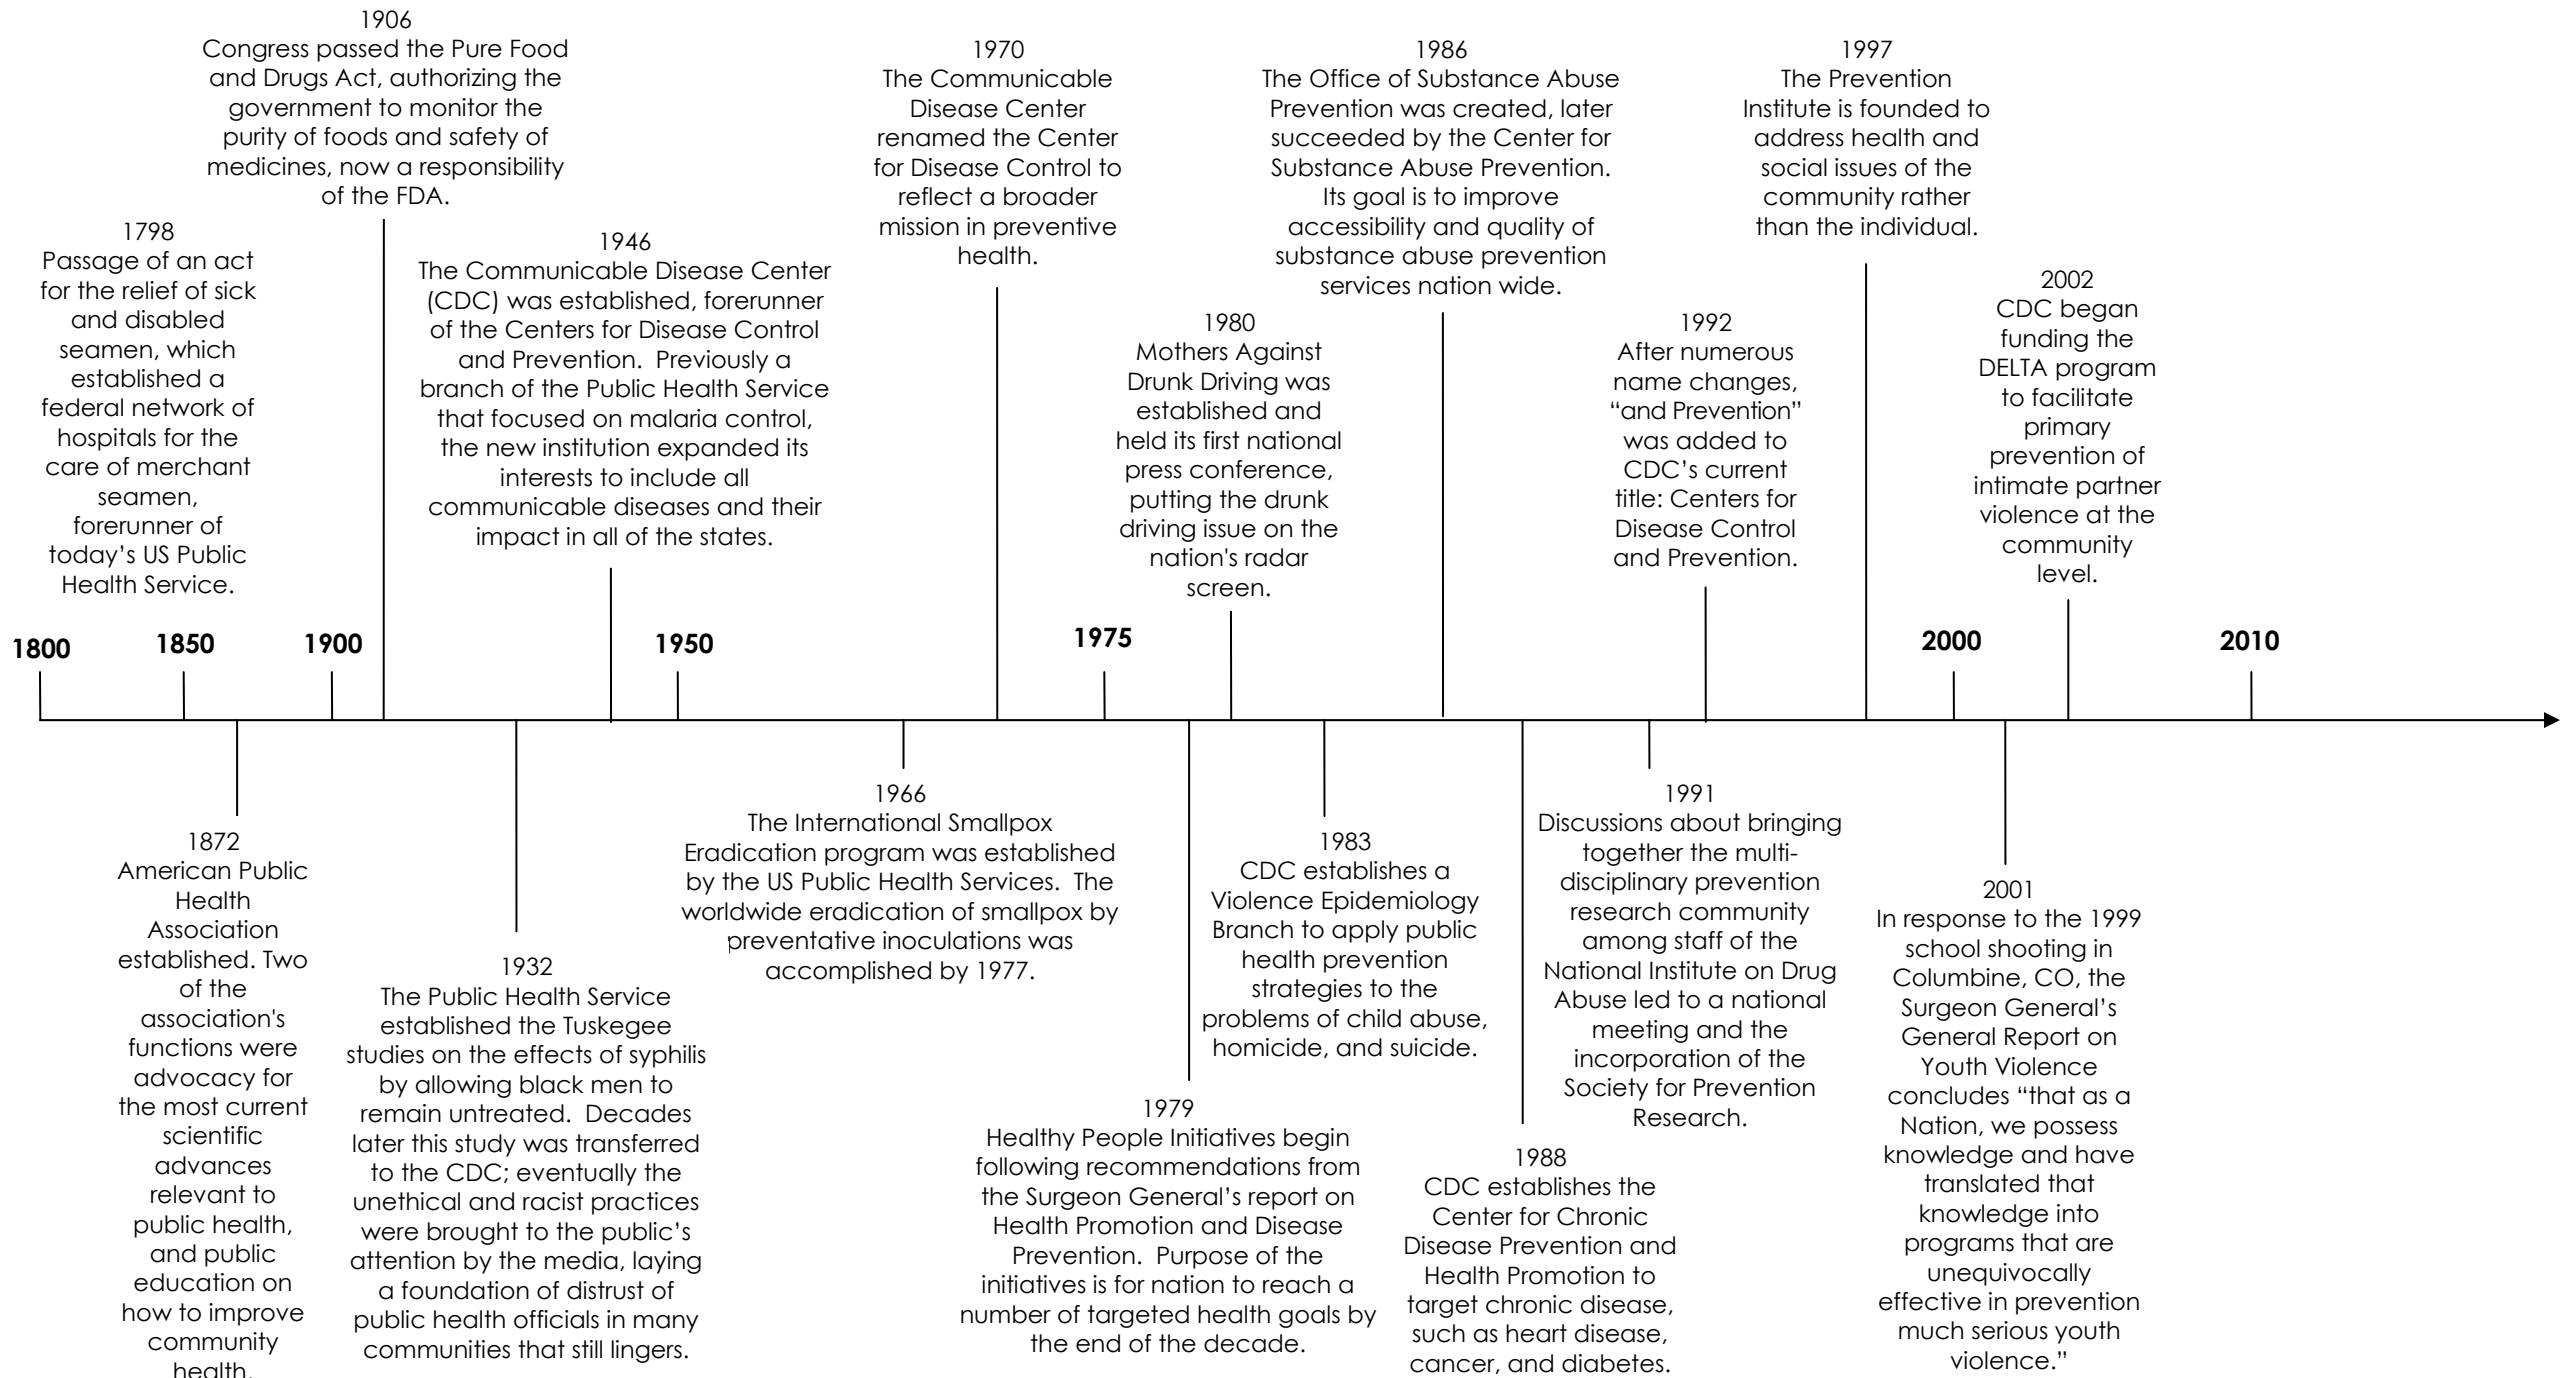 1906
Congress passed the Pure Food
and Drugs Act, authorizing the
government to monitor the
purity of foods and safety of
medicines, now a responsibility
of the FDA.
1970
The Communicable
Disease Center
renamed the Center
for Disease Control to
reflect a broader
mission in preventive
health.
1986
The Office of Substance Abuse
Prevention was created, later
succeeded by the Center for
Substance Abuse Prevention.
Its goal is to improve
accessibility and quality of
substance abuse prevention
services nation wide.
1997
The Prevention
Institute is founded to
address health and
social issues of the
community rather
than the individual.
1798
Passage of an act
for the relief of sick
and disabled
seamen, which
established a
federal network of
hospitals for the
care of merchant
seamen,
forerunner of
today’s US Public
Health Service.
1946
The Communicable Disease Center
(CDC) was established, forerunner
of the Centers for Disease Control
and Prevention.  Previously a
branch of the Public Health Service
that focused on malaria control,
the new institution expanded its
interests to include all
communicable diseases and their
impact in all of the states.
1980
Mothers Against
Drunk Driving was
established and
held its first national
press conference,
putting the drunk
driving issue on the
nation's radar
screen.
1992
After numerous
name changes,
“and Prevention”
was added to
CDC’s current
title: Centers for
Disease Control
and Prevention.
2002
CDC began
funding the
DELTA program
to facilitate
primary
prevention of
intimate partner
violence at the
community
level.
1800
1850
1900
1950
1975
2000
2010
1872
American Public
Health
Association
established. Two
of the
association's
functions were
advocacy for
the most current
scientific
advances
relevant to
public health,
and public
education on
how to improve
community
health.
1932
The Public Health Service
established the Tuskegee
studies on the effects of syphilis
by allowing black men to
remain untreated.  Decades
later this study was transferred
to the CDC; eventually the
unethical and racist practices
were brought to the public’s
attention by the media, laying
a foundation of distrust of
public health officials in many
communities that still lingers.
1966
The International Smallpox
Eradication program was established
by the US Public Health Services.  The
worldwide eradication of smallpox by
preventative inoculations was
accomplished by 1977.
1979
Healthy People Initiatives begin
following recommendations from
the Surgeon General’s report on
Health Promotion and Disease
Prevention.  Purpose of the
initiatives is for nation to reach a
number of targeted health goals by
the end of the decade.
1983
CDC establishes a
Violence Epidemiology
Branch to apply public
health prevention
strategies to the
problems of child abuse,
homicide, and suicide.
1988
CDC establishes the
Center for Chronic
Disease Prevention and
Health Promotion to
target chronic disease,
such as heart disease,
cancer, and diabetes.
1991
Discussions about bringing
together the multi-
disciplinary prevention
research community
among staff of the
National Institute on Drug
Abuse led to a national
meeting and the
incorporation of the
Society for Prevention
Research.
2001
In response to the 1999
school shooting in
Columbine, CO, the
Surgeon General’s
General Report on
Youth Violence
concludes “that as a
Nation, we possess
knowledge and have
translated that
knowledge into
programs that are
unequivocally
effective in prevention
much serious youth
violence.”